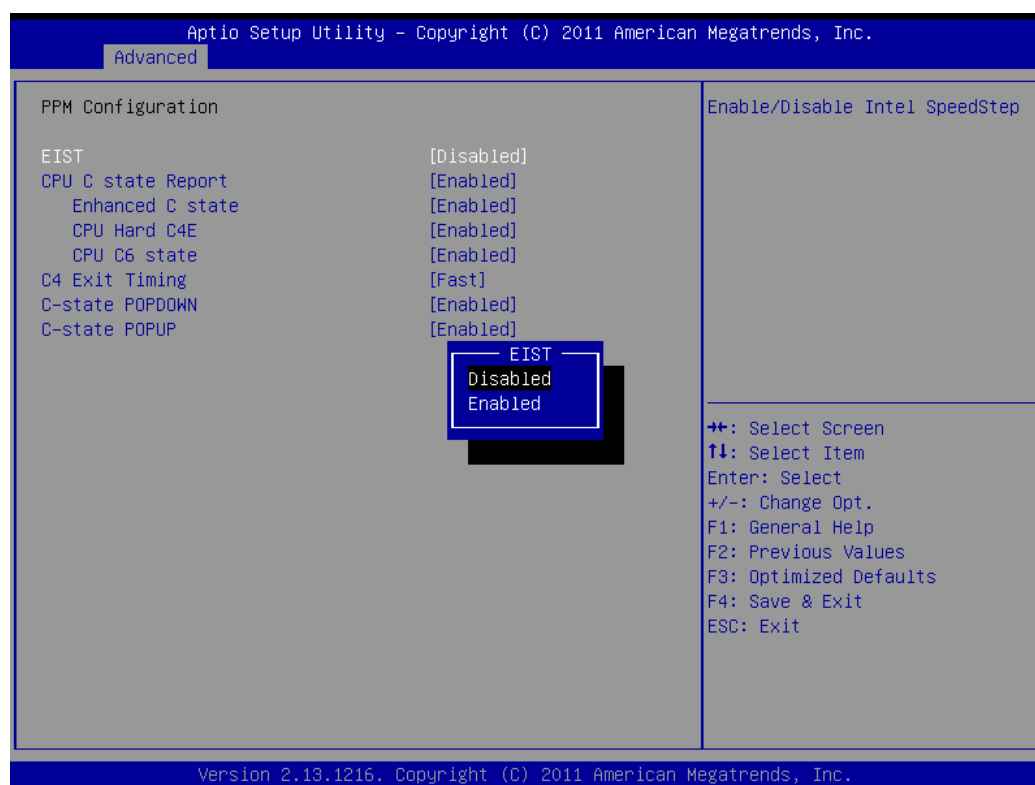 Aptio Setup Utility – Copyright (C) 2011 American Megatrends, Inc.
Advanced
PPM Configuration
EIST [Disabled]
CPU C state Report [Enabled]
Enhanced C state [Enabled]
CPU Hard C4E [Enabled]
CPU C6 state [Enabled]
C4 Exit Timing [Fast]
C-state POPDOWN [Enabled]
C-state POPUP [Enabled]
EIST
Disabled
Enabled
Enable/Disable Intel SpeedStep
→←: Select Screen
↑↓: Select Item
Enter: Select
+/-: Change Opt.
F1: General Help
F2: Previous Values
F3: Optimized Defaults
F4: Save & Exit
ESC: Exit
Version 2.13.1216. Copyright (C) 2011 American Megatrends, Inc.